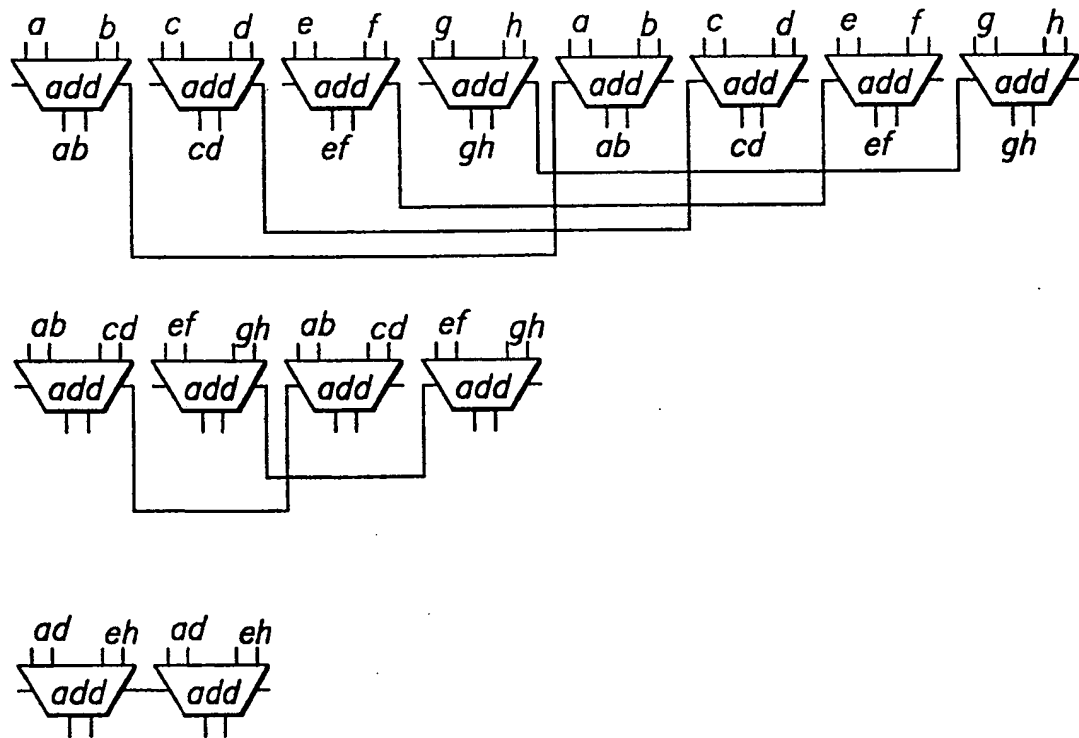 a b c d e f g h a b c d e f g h
add add add add add add add add
ab cd ef gh ab cd ef gh
ab cd ef gh ab cd ef gh
add add add add
ad eh ad eh
add add